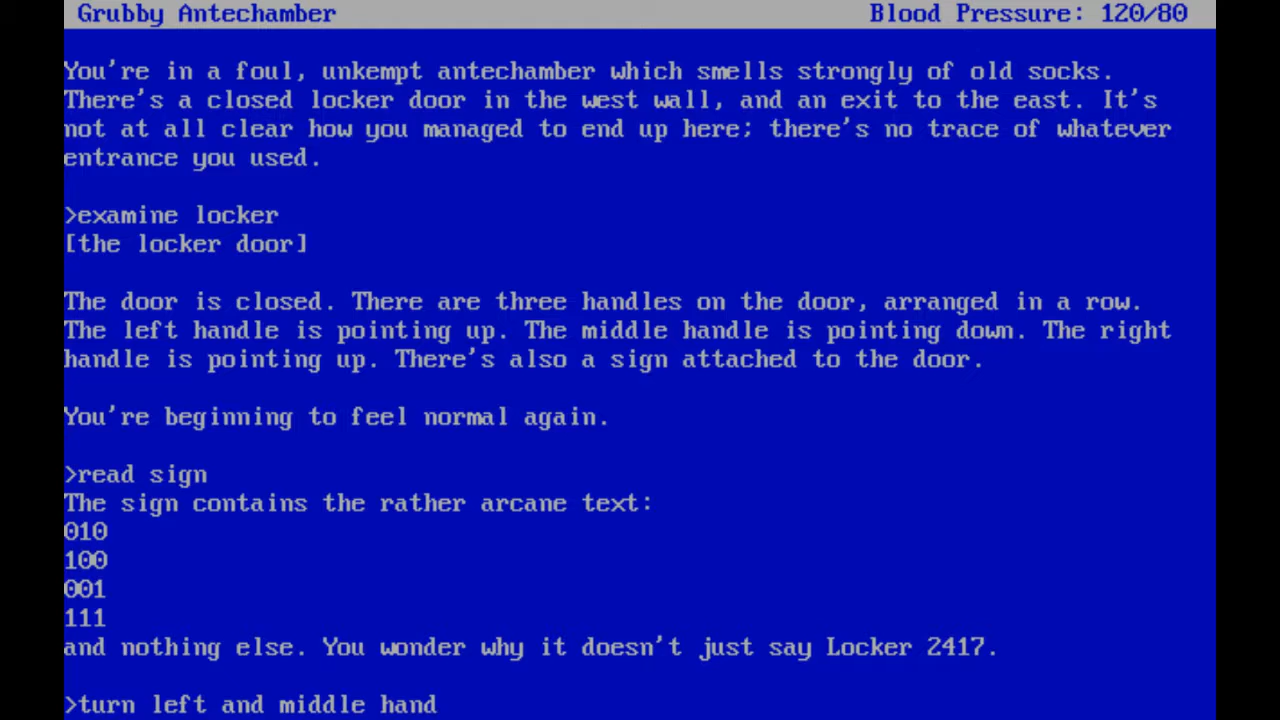 Grubby Antechamber Blood Pressure: 120/80
You're in a foul, unkempt antechamber which smells strongly of old socks.
There's a closed locker door in the west wall, and an exit to the east. It's
not at all clear how you managed to end up here; there's no trace of whatever
entrance you used.
>examine locker
[the locker door]
The door is closed. There are three handles on the door, arranged in a row.
The left handle is pointing up. The middle handle is pointing down. The right
handle is pointing up. There's also a sign attached to the door.
You're beginning to feel normal again.
>read sign
The sign contains the rather arcane text:
010
100
001
111
and nothing else. You wonder why it doesn't just say Locker 2417.
>turn left and middle hand